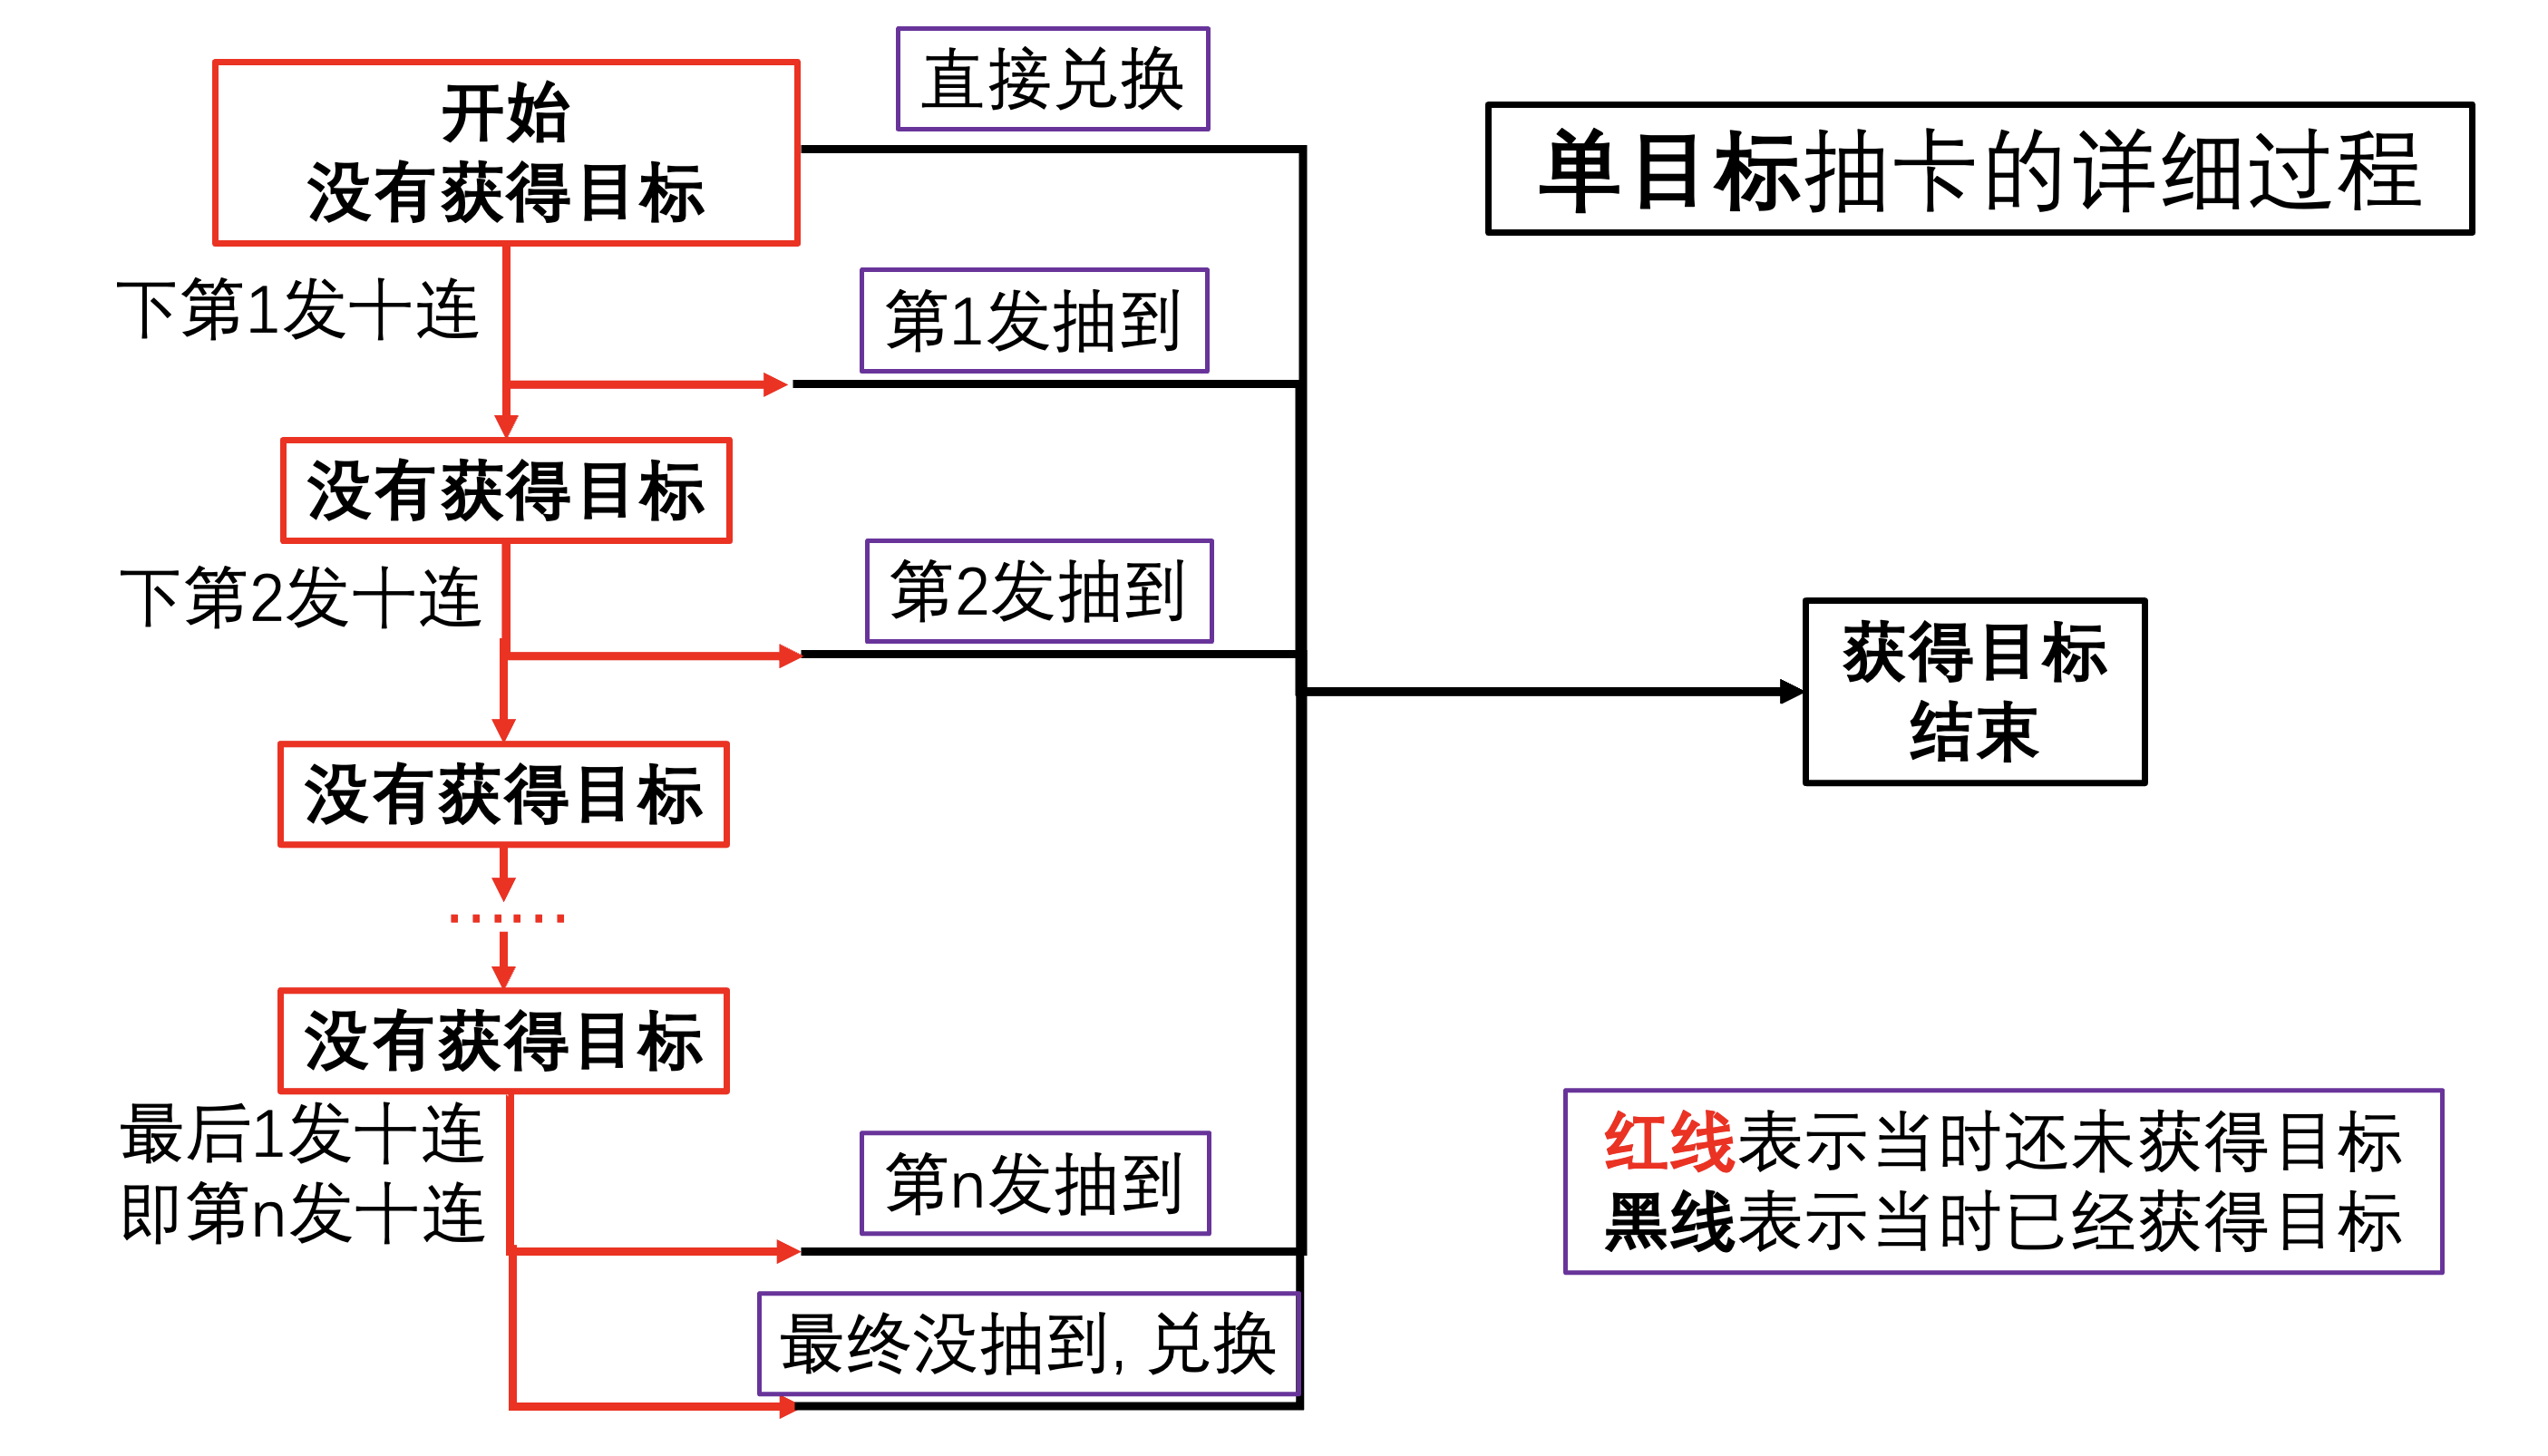 直接兑换
开始
没有获得目标
单目标抽卡的详细过程
下第1发十连
第1发抽到
没有获得目标
下第2发十连
第2发抽到
获得目标
结束
没有获得目标
······
没有获得目标
最后1发十连
即第n发十连
第n发抽到
红线表示当时还未获得目标
黑线表示当时已经获得目标
最终没抽到, 兑换